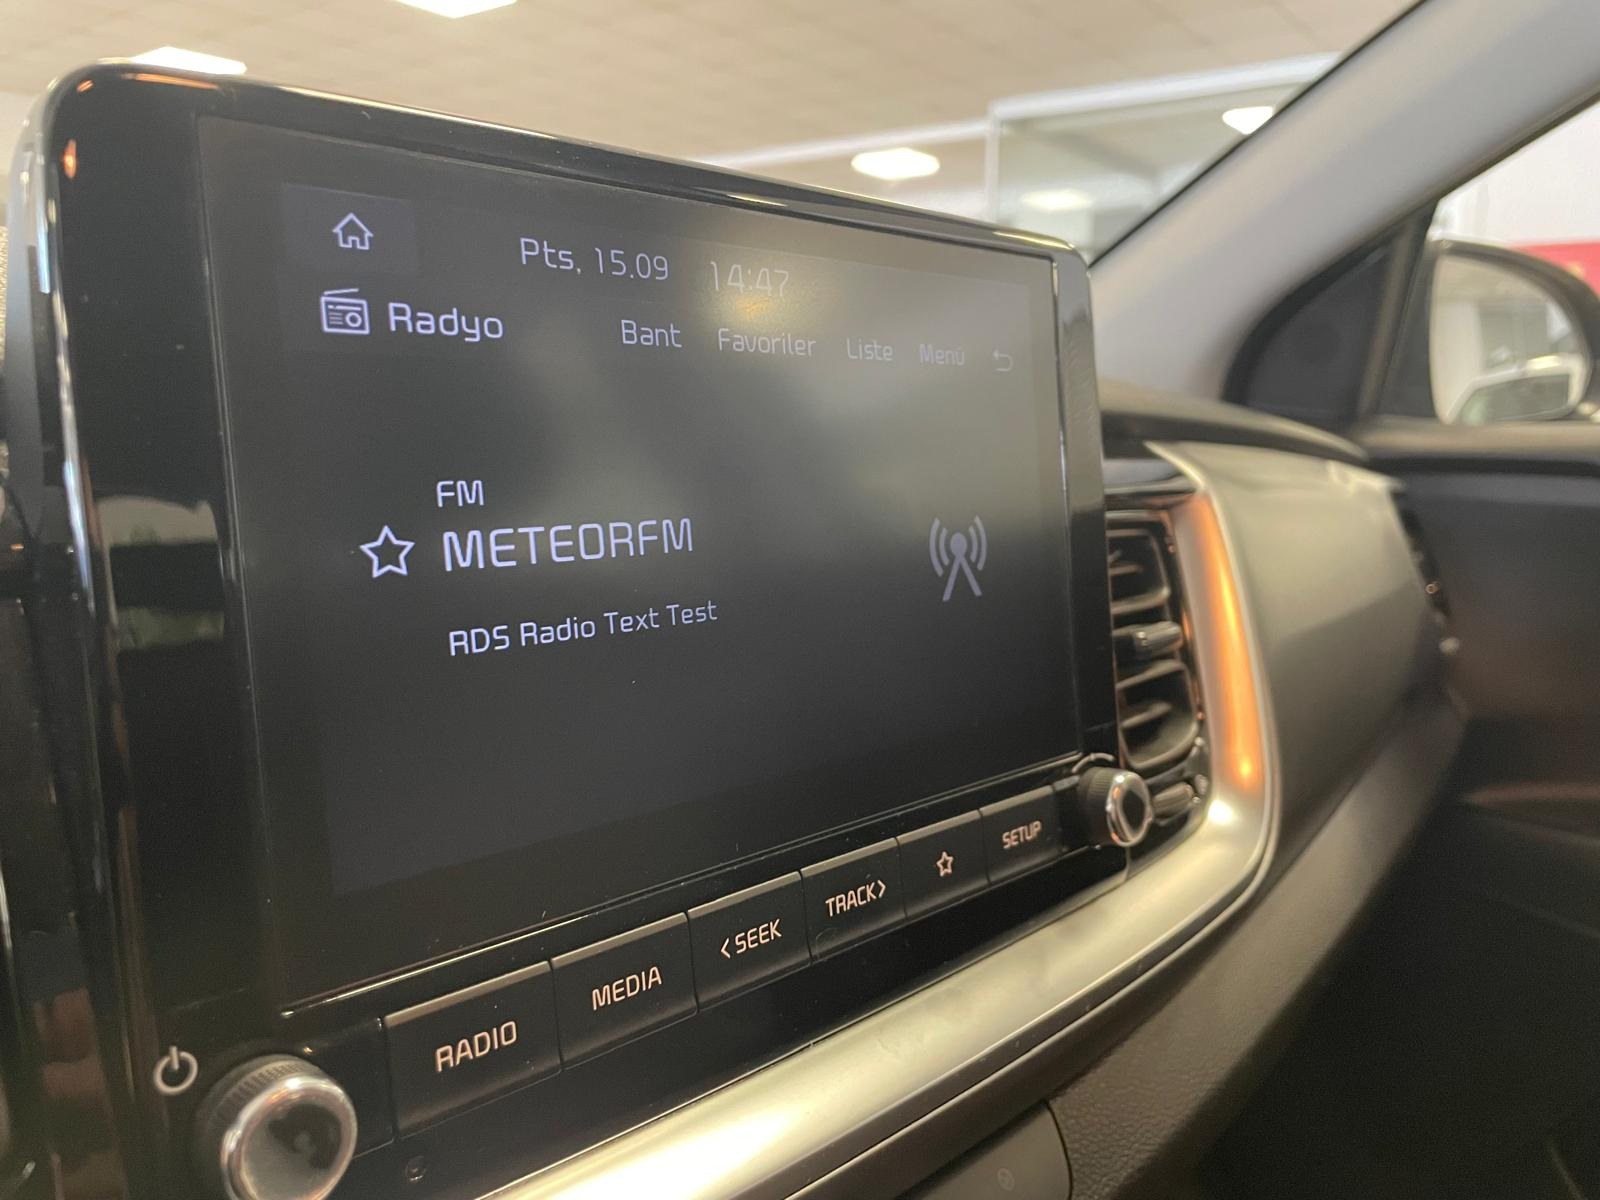 Pts, 15.09 14:47
Radyo Bant Favoriler Liste Menü
FM
METEORFM
RDS Radio Text Test
RADIO MEDIA <SEEK TRACK> SETUP